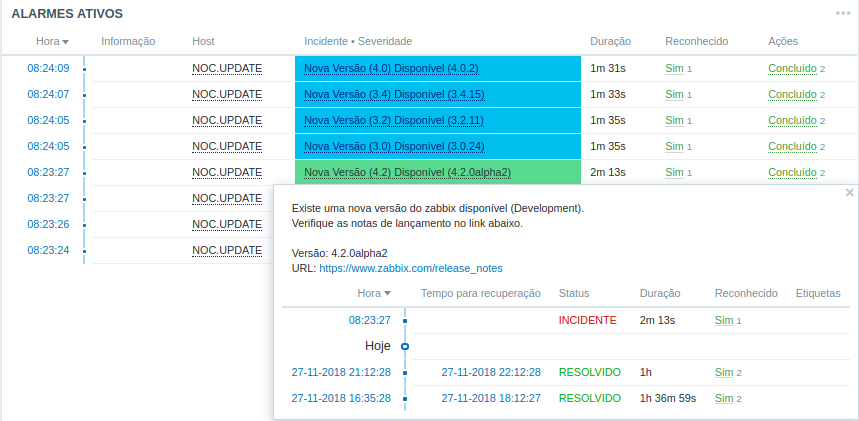 ALARMES ATIVOS
Hora Informação Host Incidente • Severidade Duração Reconhecido Ações
08:24:09 NOC.UPDATE Nova Versão (4.0) Disponível (4.0.2) 1m 31s Sim 1 Concluído 2
08:24:07 NOC.UPDATE Nova Versão (3.4) Disponível (3.4.15) 1m 33s Sim 1 Concluído 2
08:24:05 NOC.UPDATE Nova Versão (3.2) Disponível (3.2.11) 1m 35s Sim 1 Concluído 2
08:24:05 NOC.UPDATE Nova Versão (3.0) Disponível (3.0.24) 1m 35s Sim 1 Concluído 2
08:23:27 NOC.UPDATE Nova Versão (4.2) Disponível (4.2.0alpha2) 2m 13s Sim 1 Concluído 2
08:23:27 NOC.UPDATE
08:23:26 NOC.UPDATE
08:23:24 NOC.UPDATE
Existe uma nova versão do zabbix disponível (Development).
Verifique as notas de lançamento no link abaixo.
Versão: 4.2.0alpha2
URL: https://www.zabbix.com/release_notes
Hora Tempo para recuperação Status Duração Reconhecido Etiquetas
08:23:27 INCIDENTE 2m 13s Sim 1
Hoje
27-11-2018 21:12:28 27-11-2018 22:12:28 RESOLVIDO 1h Sim 2
27-11-2018 16:35:28 27-11-2018 18:12:27 RESOLVIDO 1h 36m 59s Sim 2